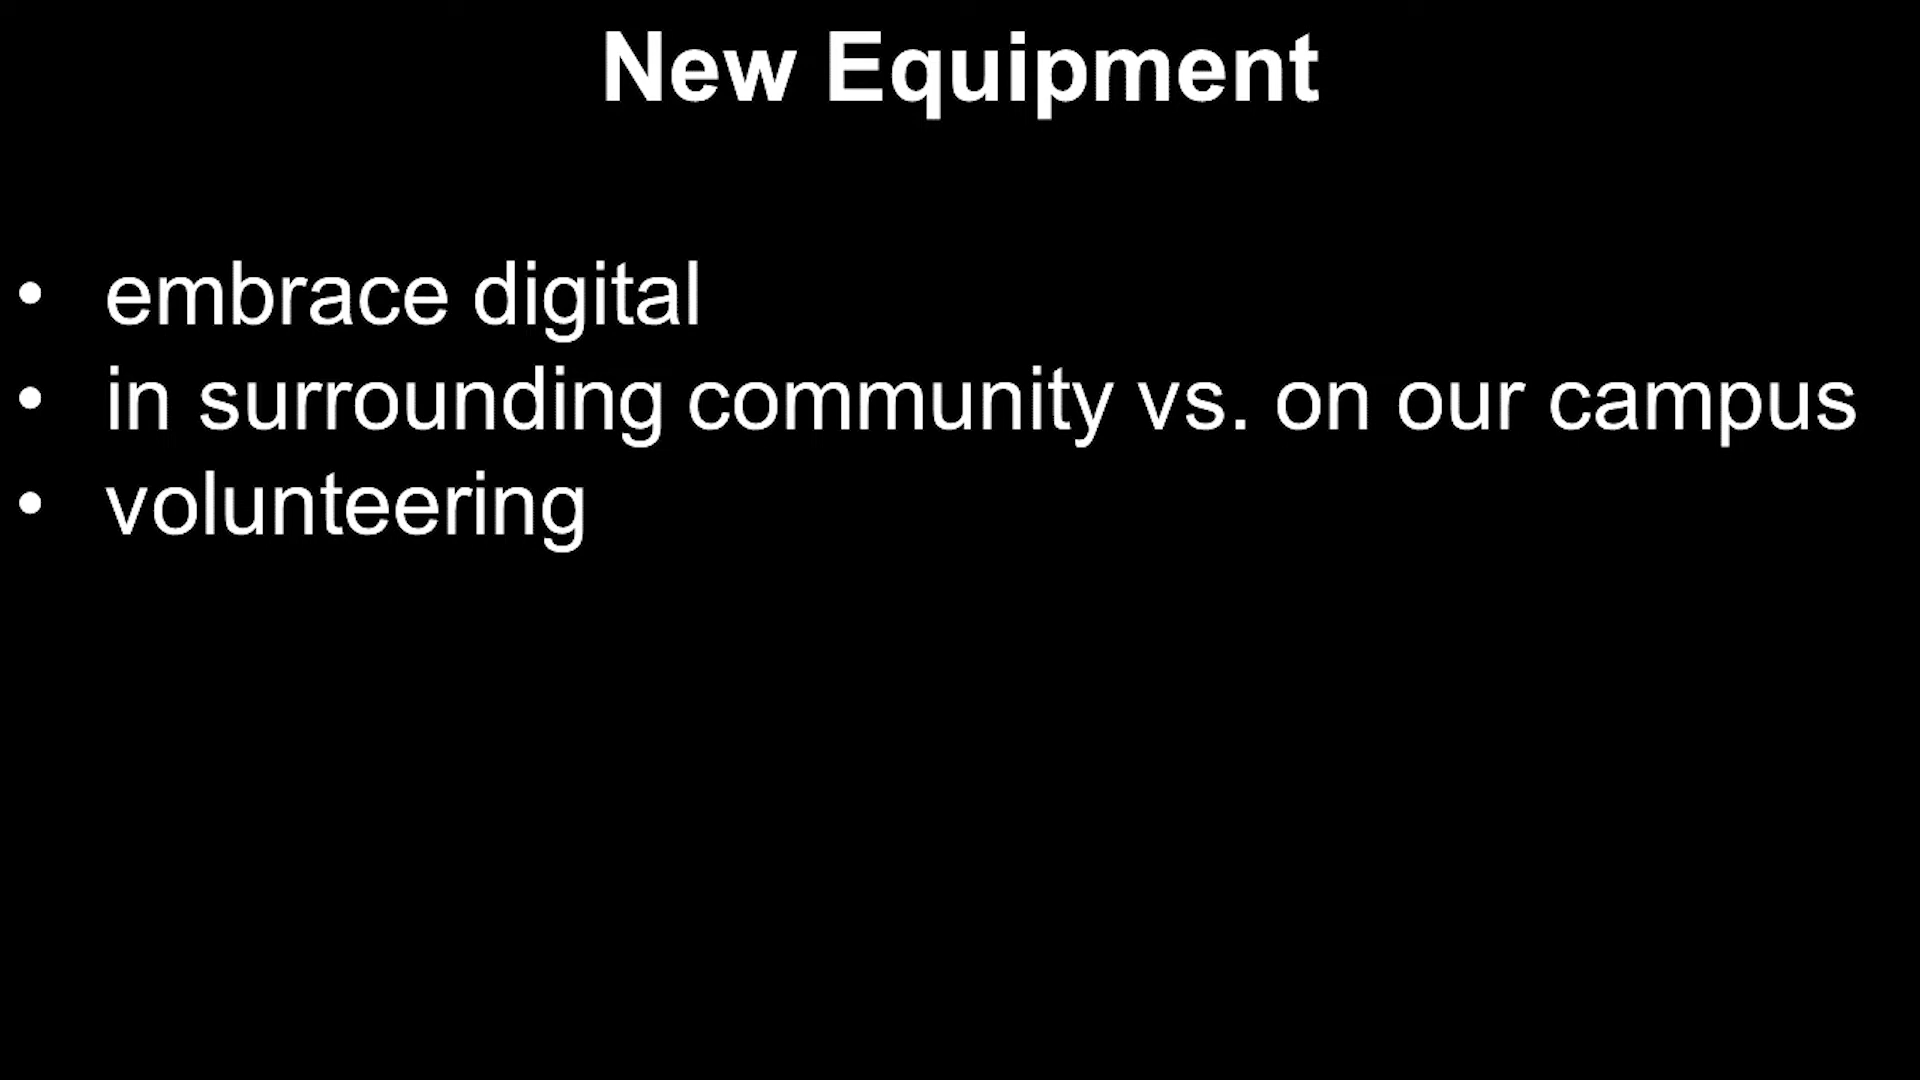 New Equipment
• embrace digital
• in surrounding community vs. on our campus
• volunteering